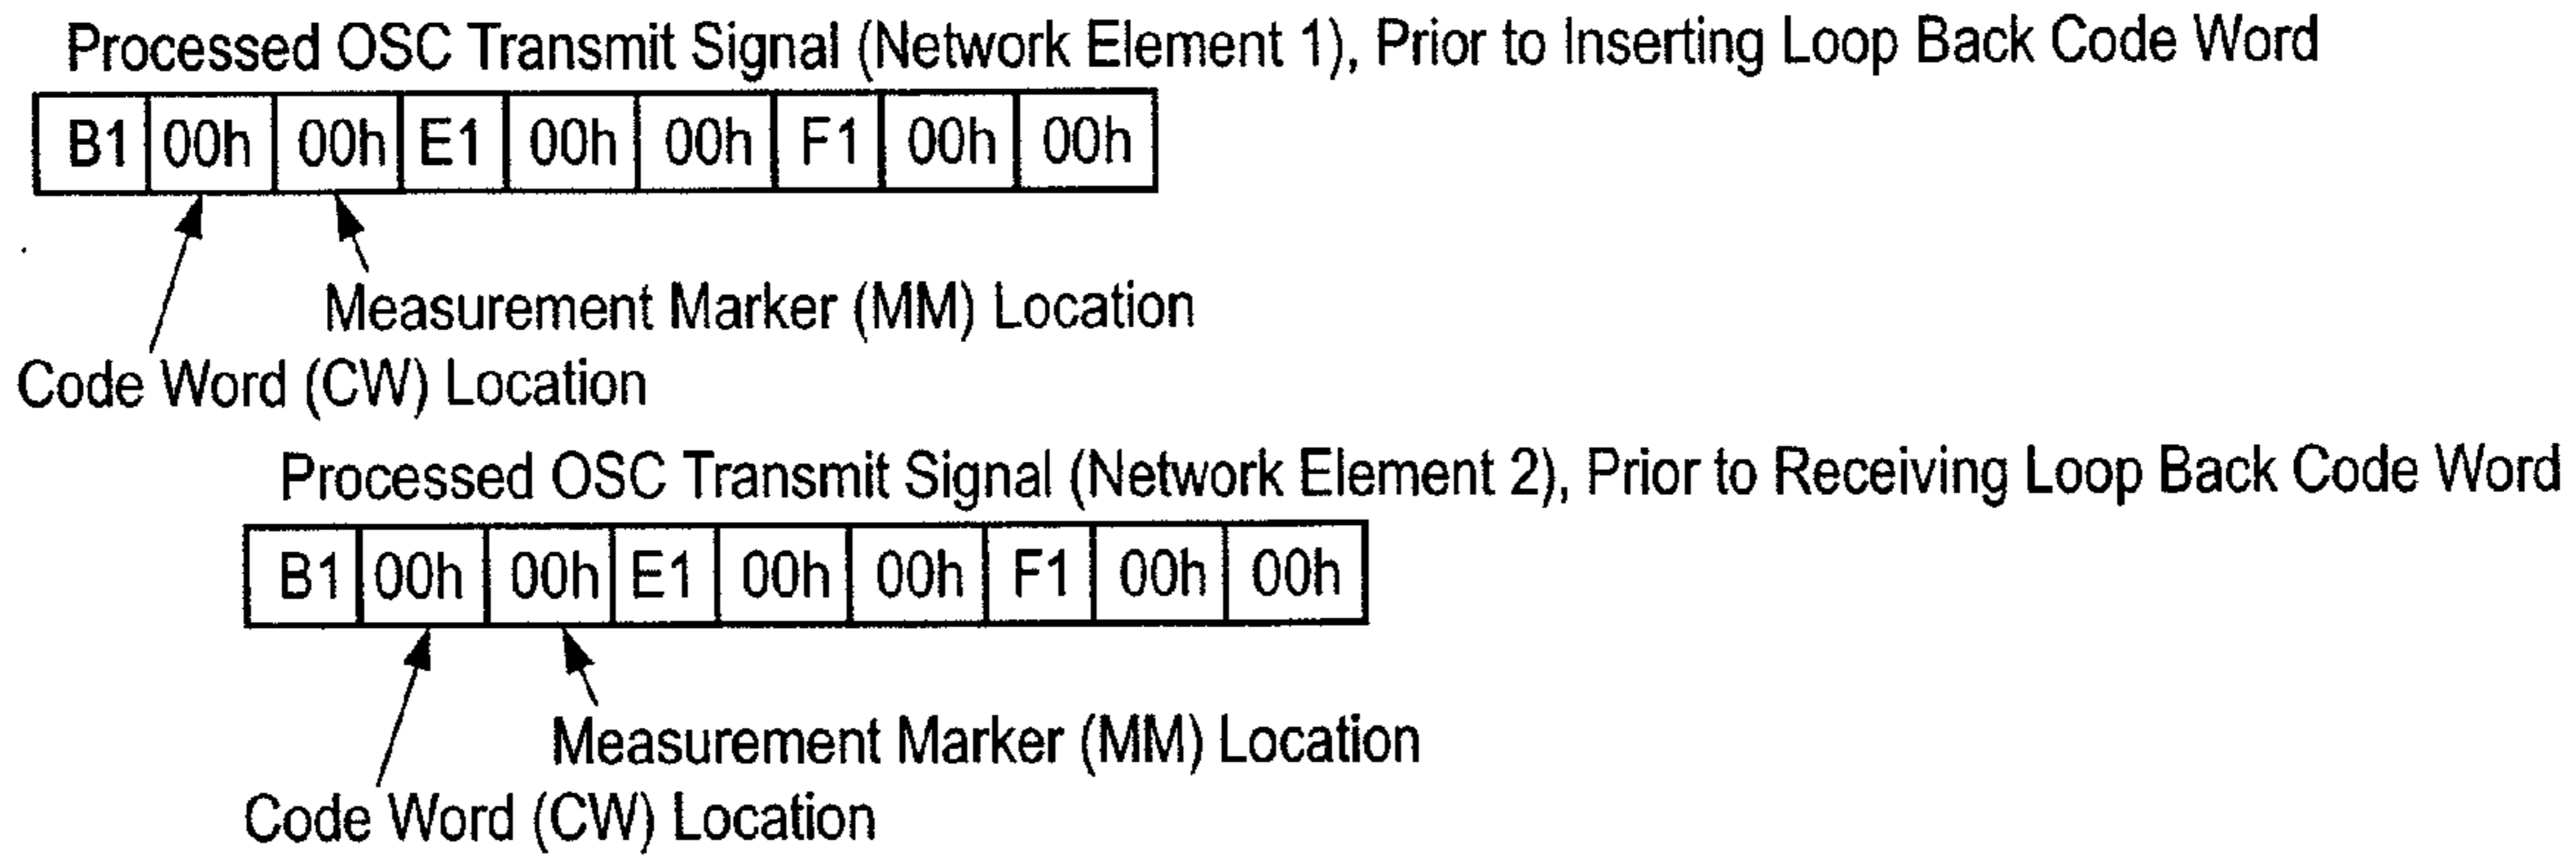 Processed OSC Transmit Signal (Network Element 1), Prior to Inserting Loop Back Code Word
B1 00h 00h E1 00h 00h F1 00h 00h
Measurement Marker (MM) Location
Code Word (CW) Location
Processed OSC Transmit Signal (Network Element 2), Prior to Receiving Loop Back Code Word
B1 00h 00h E1 00h 00h F1 00h 00h
Measurement Marker (MM) Location
Code Word (CW) Location